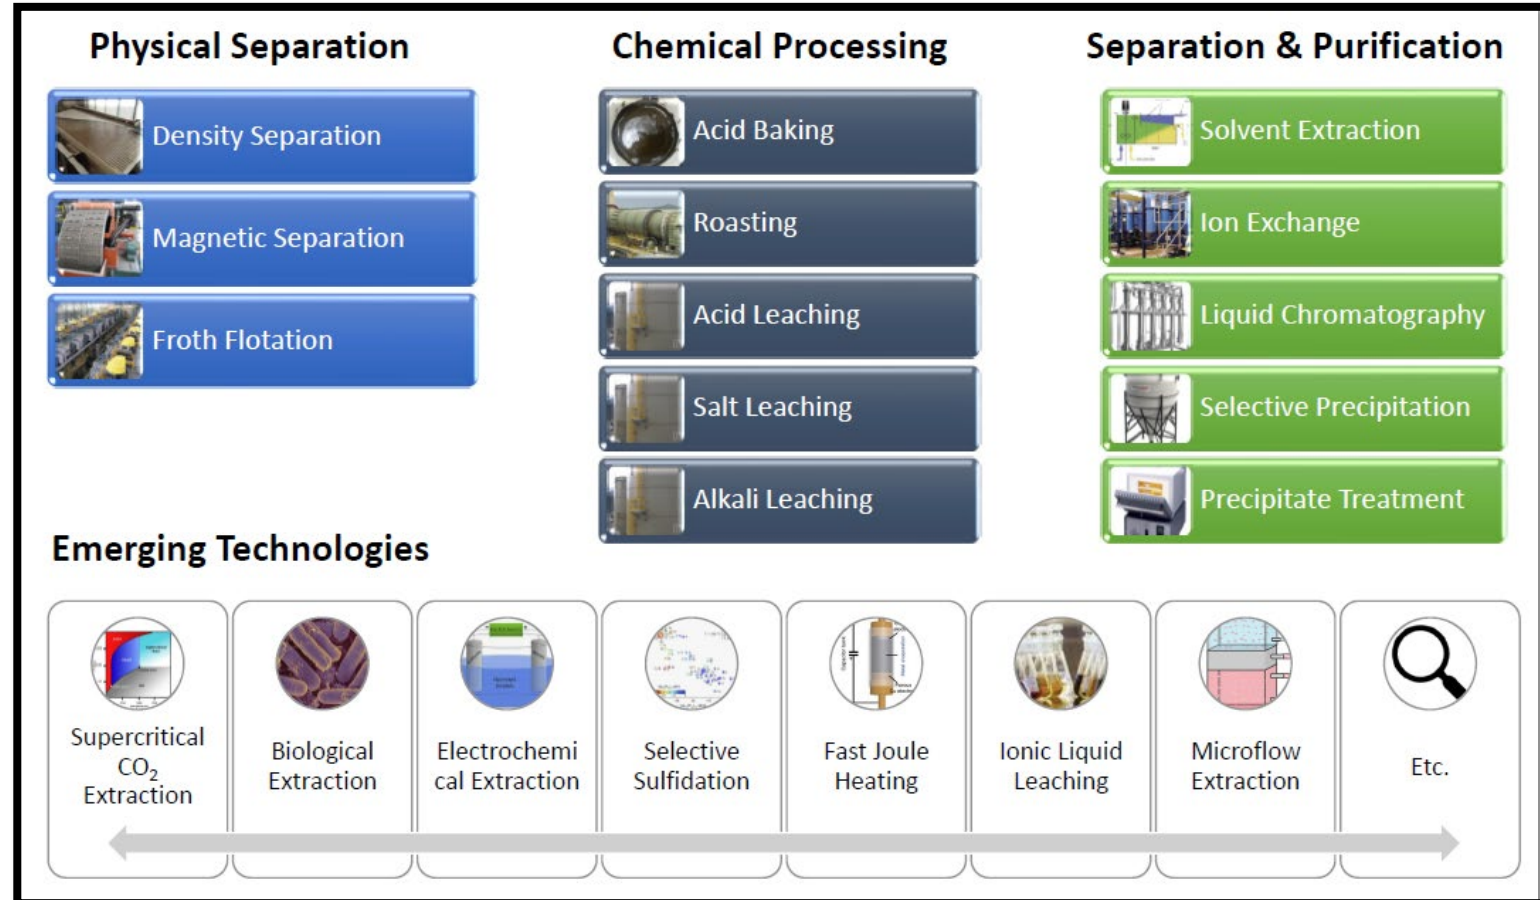 Physical Separation
Density Separation
Magnetic Separation
Froth Flotation
Chemical Processing
Acid Baking
Roasting
Acid Leaching
Salt Leaching
Alkali Leaching
Separation & Purification
Solvent Extraction
Ion Exchange
Liquid Chromatography
Selective Precipitation
Precipitate Treatment
Emerging Technologies
Supercritical
CO₂
Extraction
Biological
Extraction
Electrochemi
cal Extraction
Selective
Sulfidation
Capacitor bank
Fast Joule
Heating
Ionic Liquid
Leaching
Microflow
Extraction
Etc.